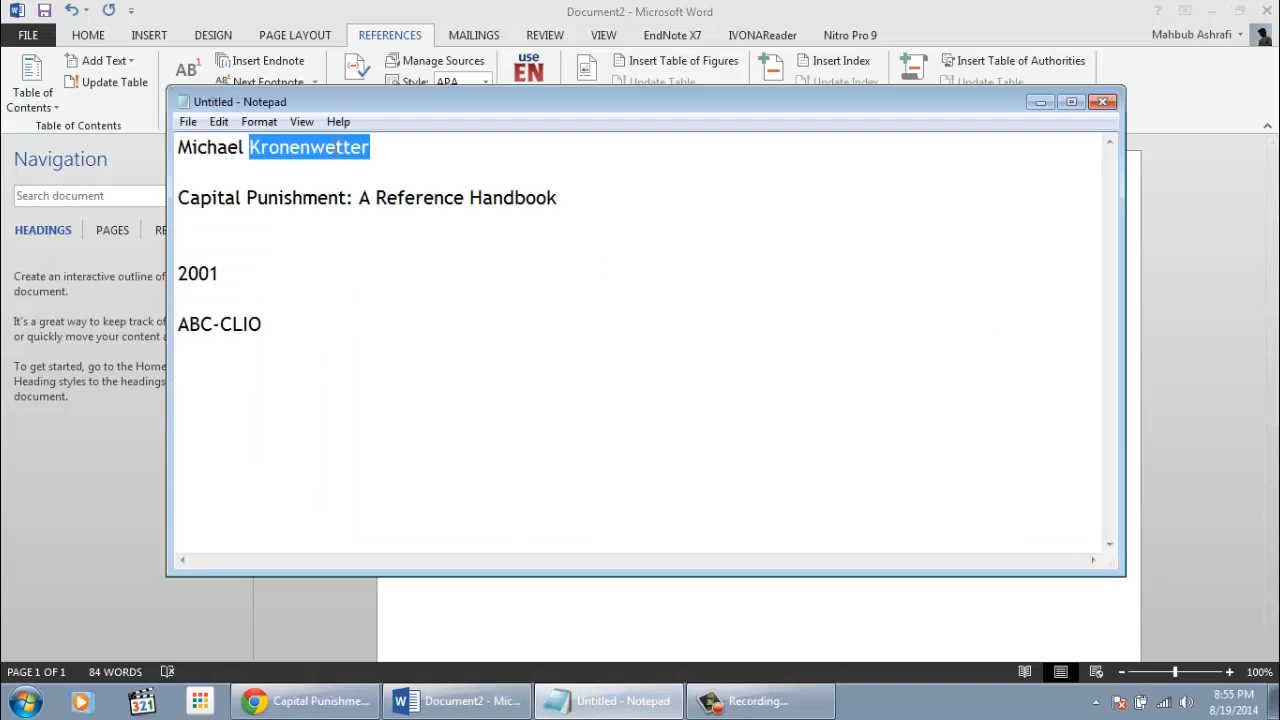 Document2 - Microsoft Word
FILE HOME INSERT DESIGN PAGE LAYOUT REFERENCES MAILINGS REVIEW VIEW EndNote X7 IVONAReader Nitro Pro 9 Mahbub Ashrafi
Table of Contents
Add Text
Update Table
Table of Contents
AB1
Insert Endnote
Next Footnote
Manage Sources
Style: APA
use EN
Insert Table of Figures
Update Table
Insert Index
Update Index
Insert Table of Authorities
Update Table
Untitled - Notepad
File Edit Format View Help
Michael Kronenwetter
Capital Punishment: A Reference Handbook
2001
ABC-CLIO
Navigation
Search document
HEADINGS PAGES RE
Create an interactive outline of
document.
It's a great way to keep track of
or quickly move your content a
To get started, go to the Home
Heading styles to the headings
document.
PAGE 1 OF 1 84 WORDS 100%
321
Capital Punishme...
Document2 - Mic...
Untitled - Notepad
Recording...
8:55 PM
8/19/2014